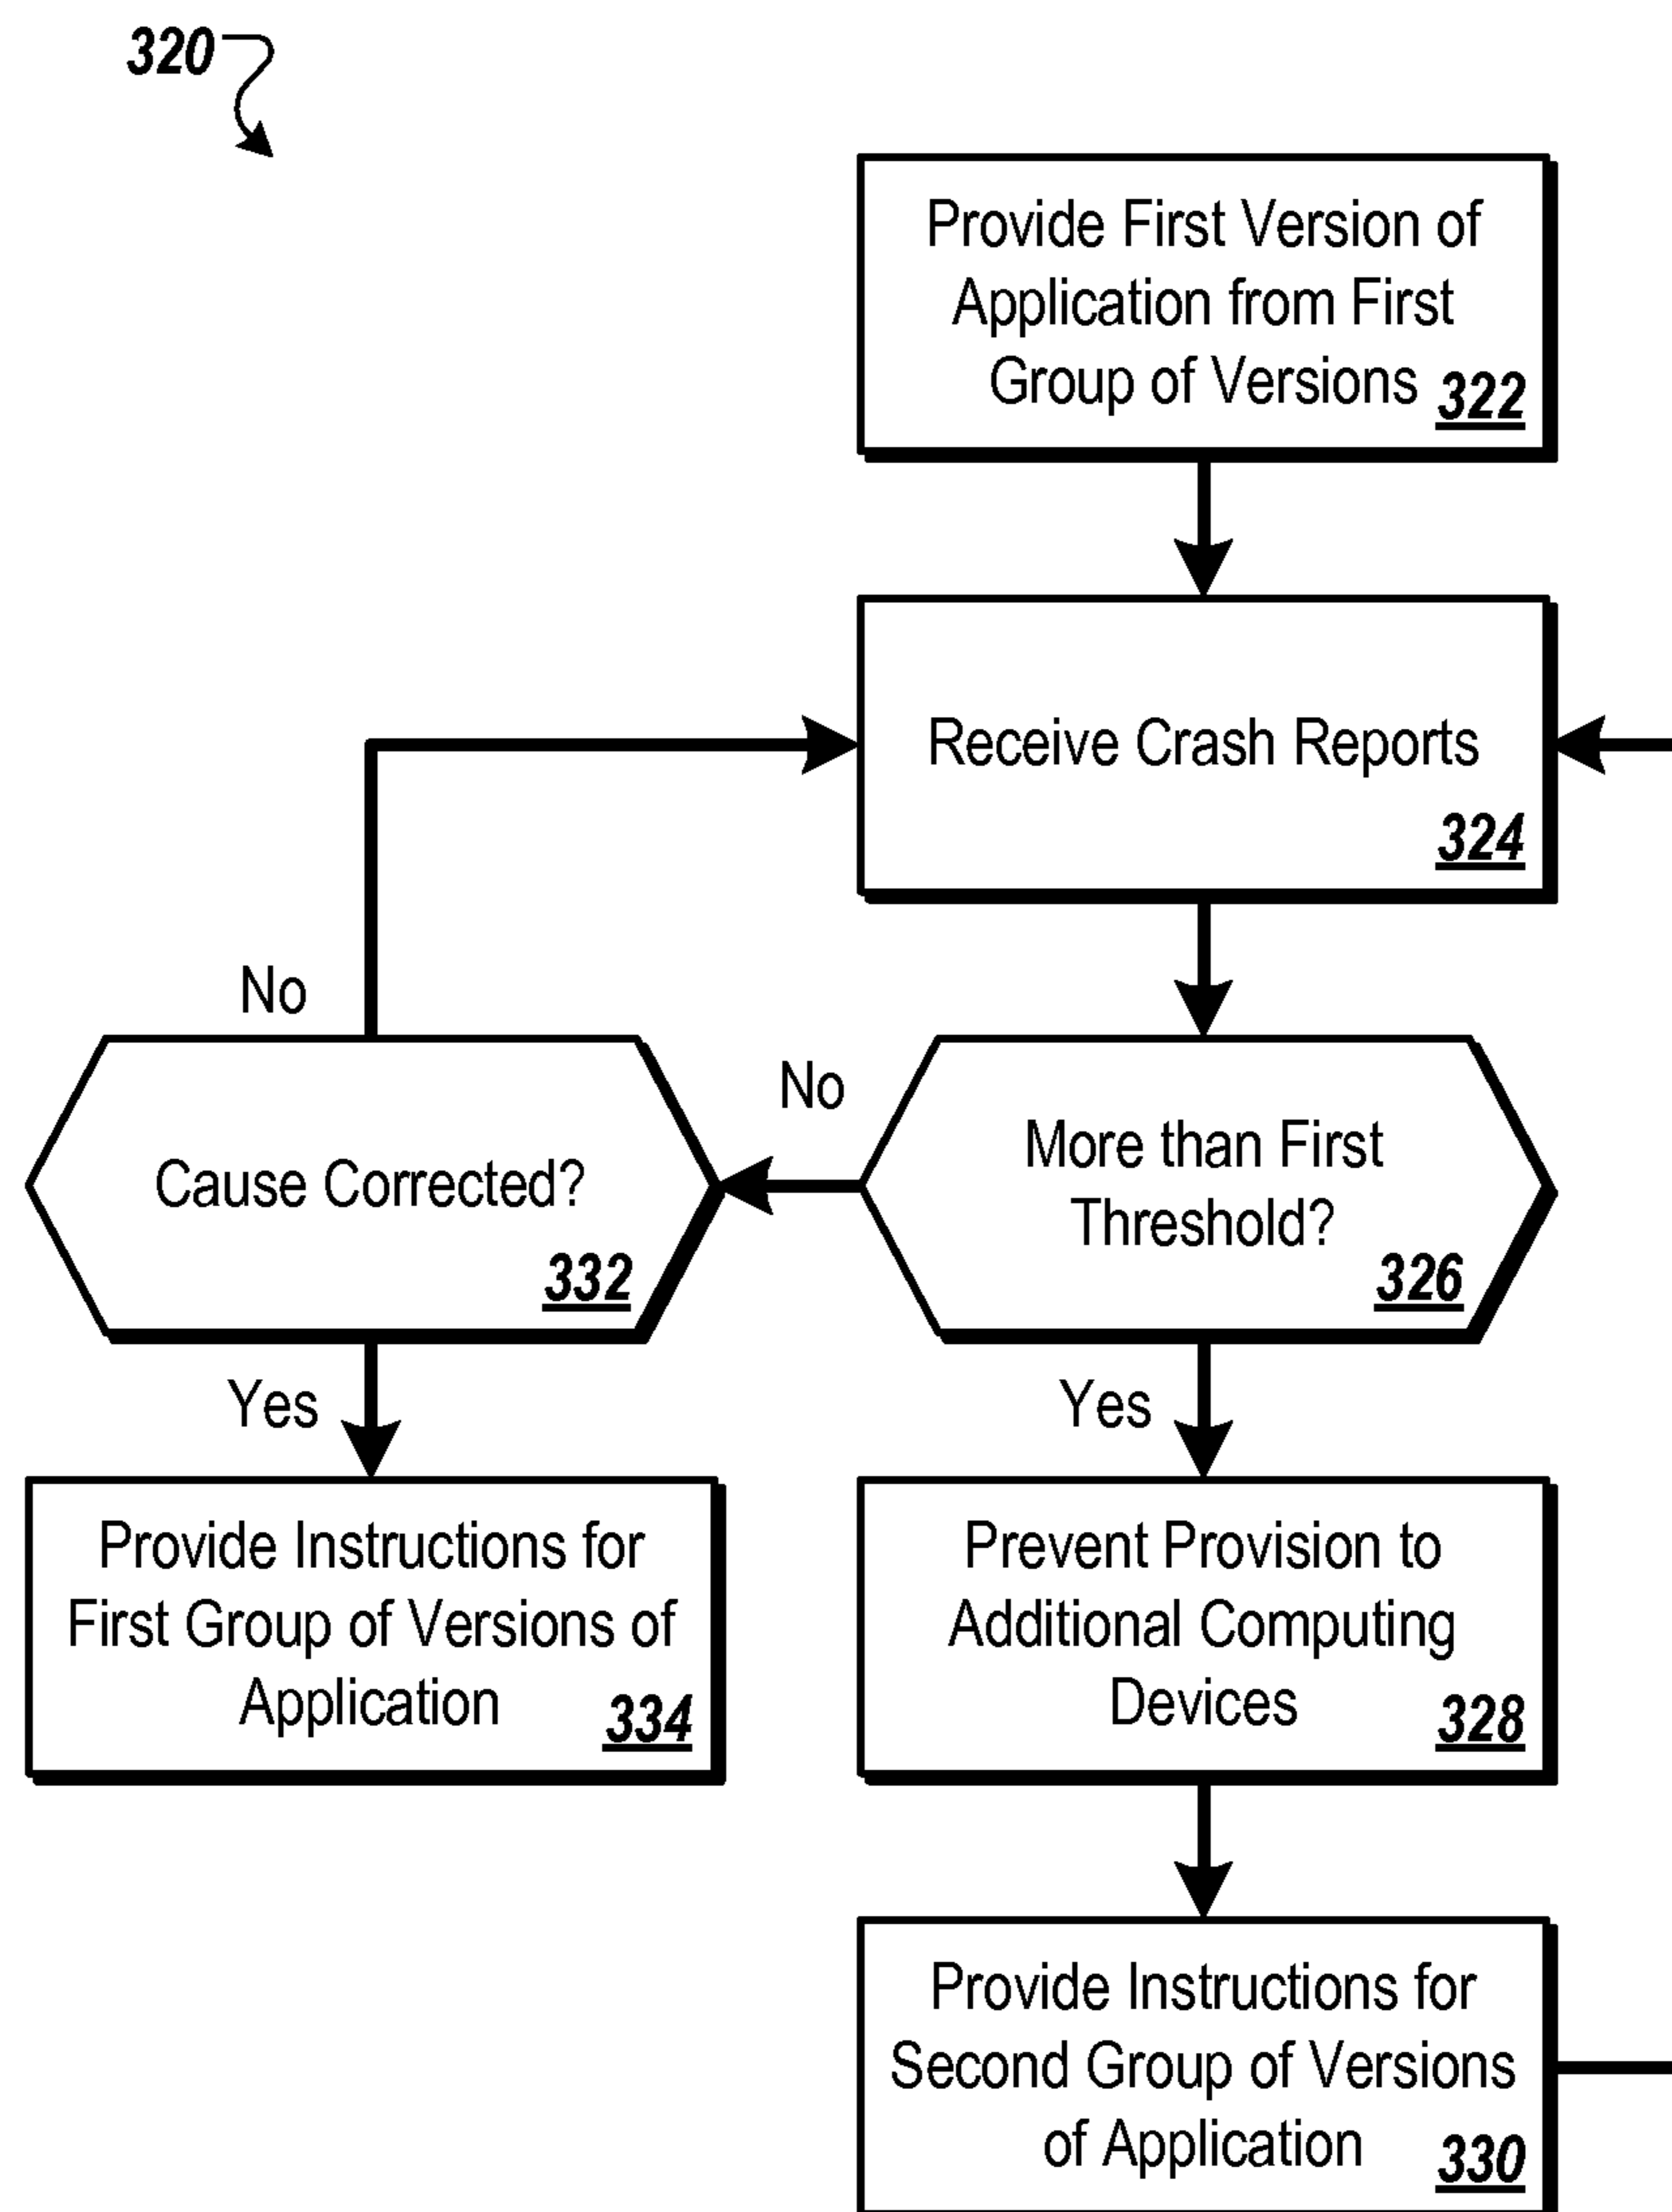 320
Provide First Version of
Application from First
Group of Versions 322
Receive Crash Reports
324
No
No
More than First
Threshold?
326
Cause Corrected?
332
Yes
Yes
Provide Instructions for
First Group of Versions of
Application 334
Prevent Provision to
Additional Computing
Devices 328
Provide Instructions for
Second Group of Versions
of Application 330